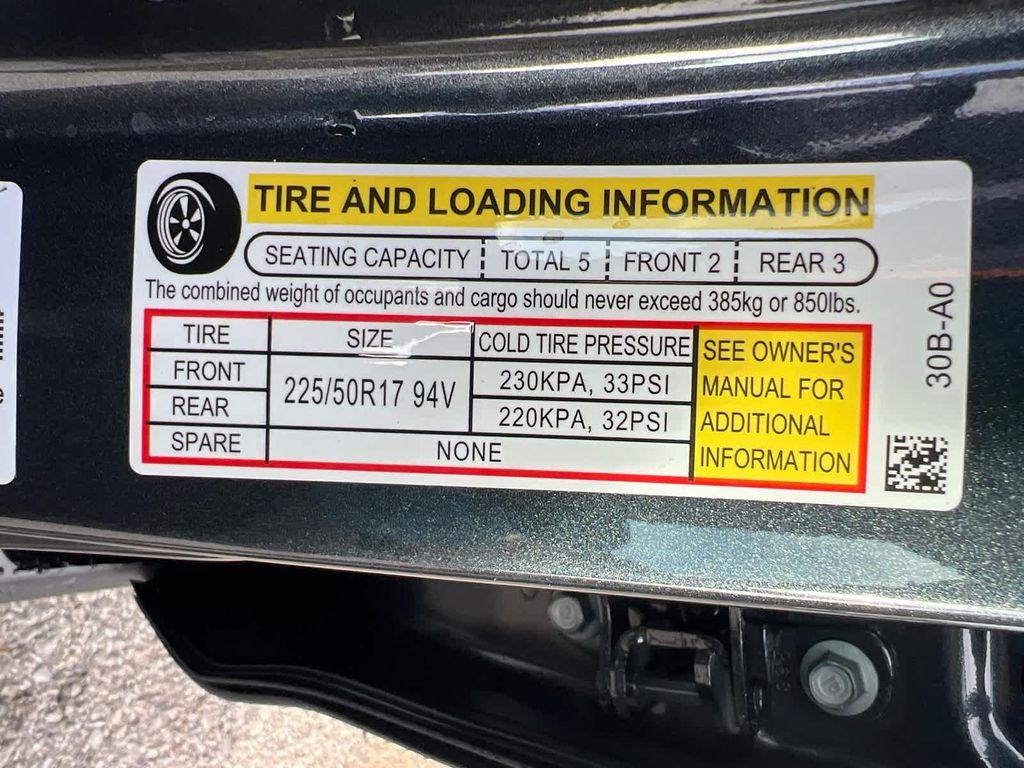 TIRE AND LOADING INFORMATION
SEATING CAPACITY TOTAL 5 FRONT 2 REAR 3
The combined weight of occupants and cargo should never exceed 385kg or 850lbs.
TIRE SIZE COLD TIRE PRESSURE
FRONT 225/50R17 94V 230KPA, 33PSI
REAR 220KPA, 32PSI
SPARE NONE
SEE OWNER'S
MANUAL FOR
ADDITIONAL
INFORMATION
30B-A0